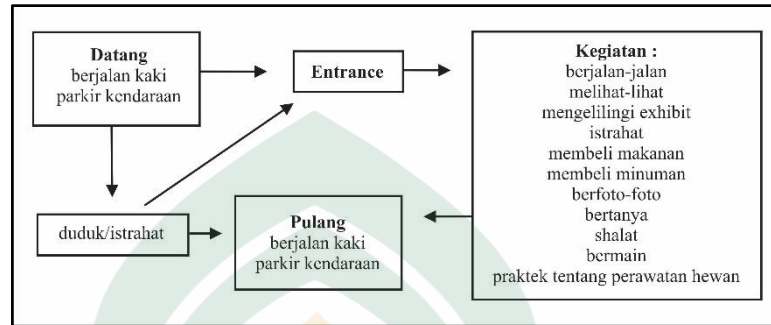 Datang
berjalan kaki
parkir kendaraan
Entrance
Kegiatan :
berjalan-jalan
melihat-lihat
mengelilingi exhibit
istrahat
membeli makanan
membeli minuman
berfoto-foto
bertanya
shalat
bermain
praktek tentang perawatan hewan
duduk/istrahat
Pulang
berjalan kaki
parkir kendaraan